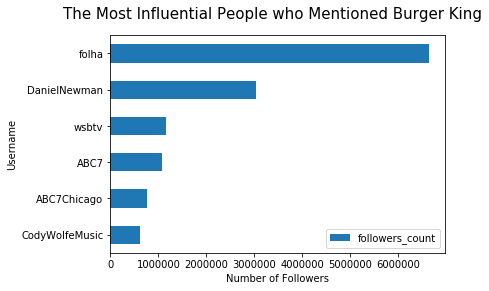 The Most Influential People who Mentioned Burger King
folha
DanielNewman
wsbtv
ABC7
ABC7Chicago
CodyWolfeMusic
Username
followers_count
0 1000000 2000000 3000000 4000000 5000000 6000000
Number of Followers